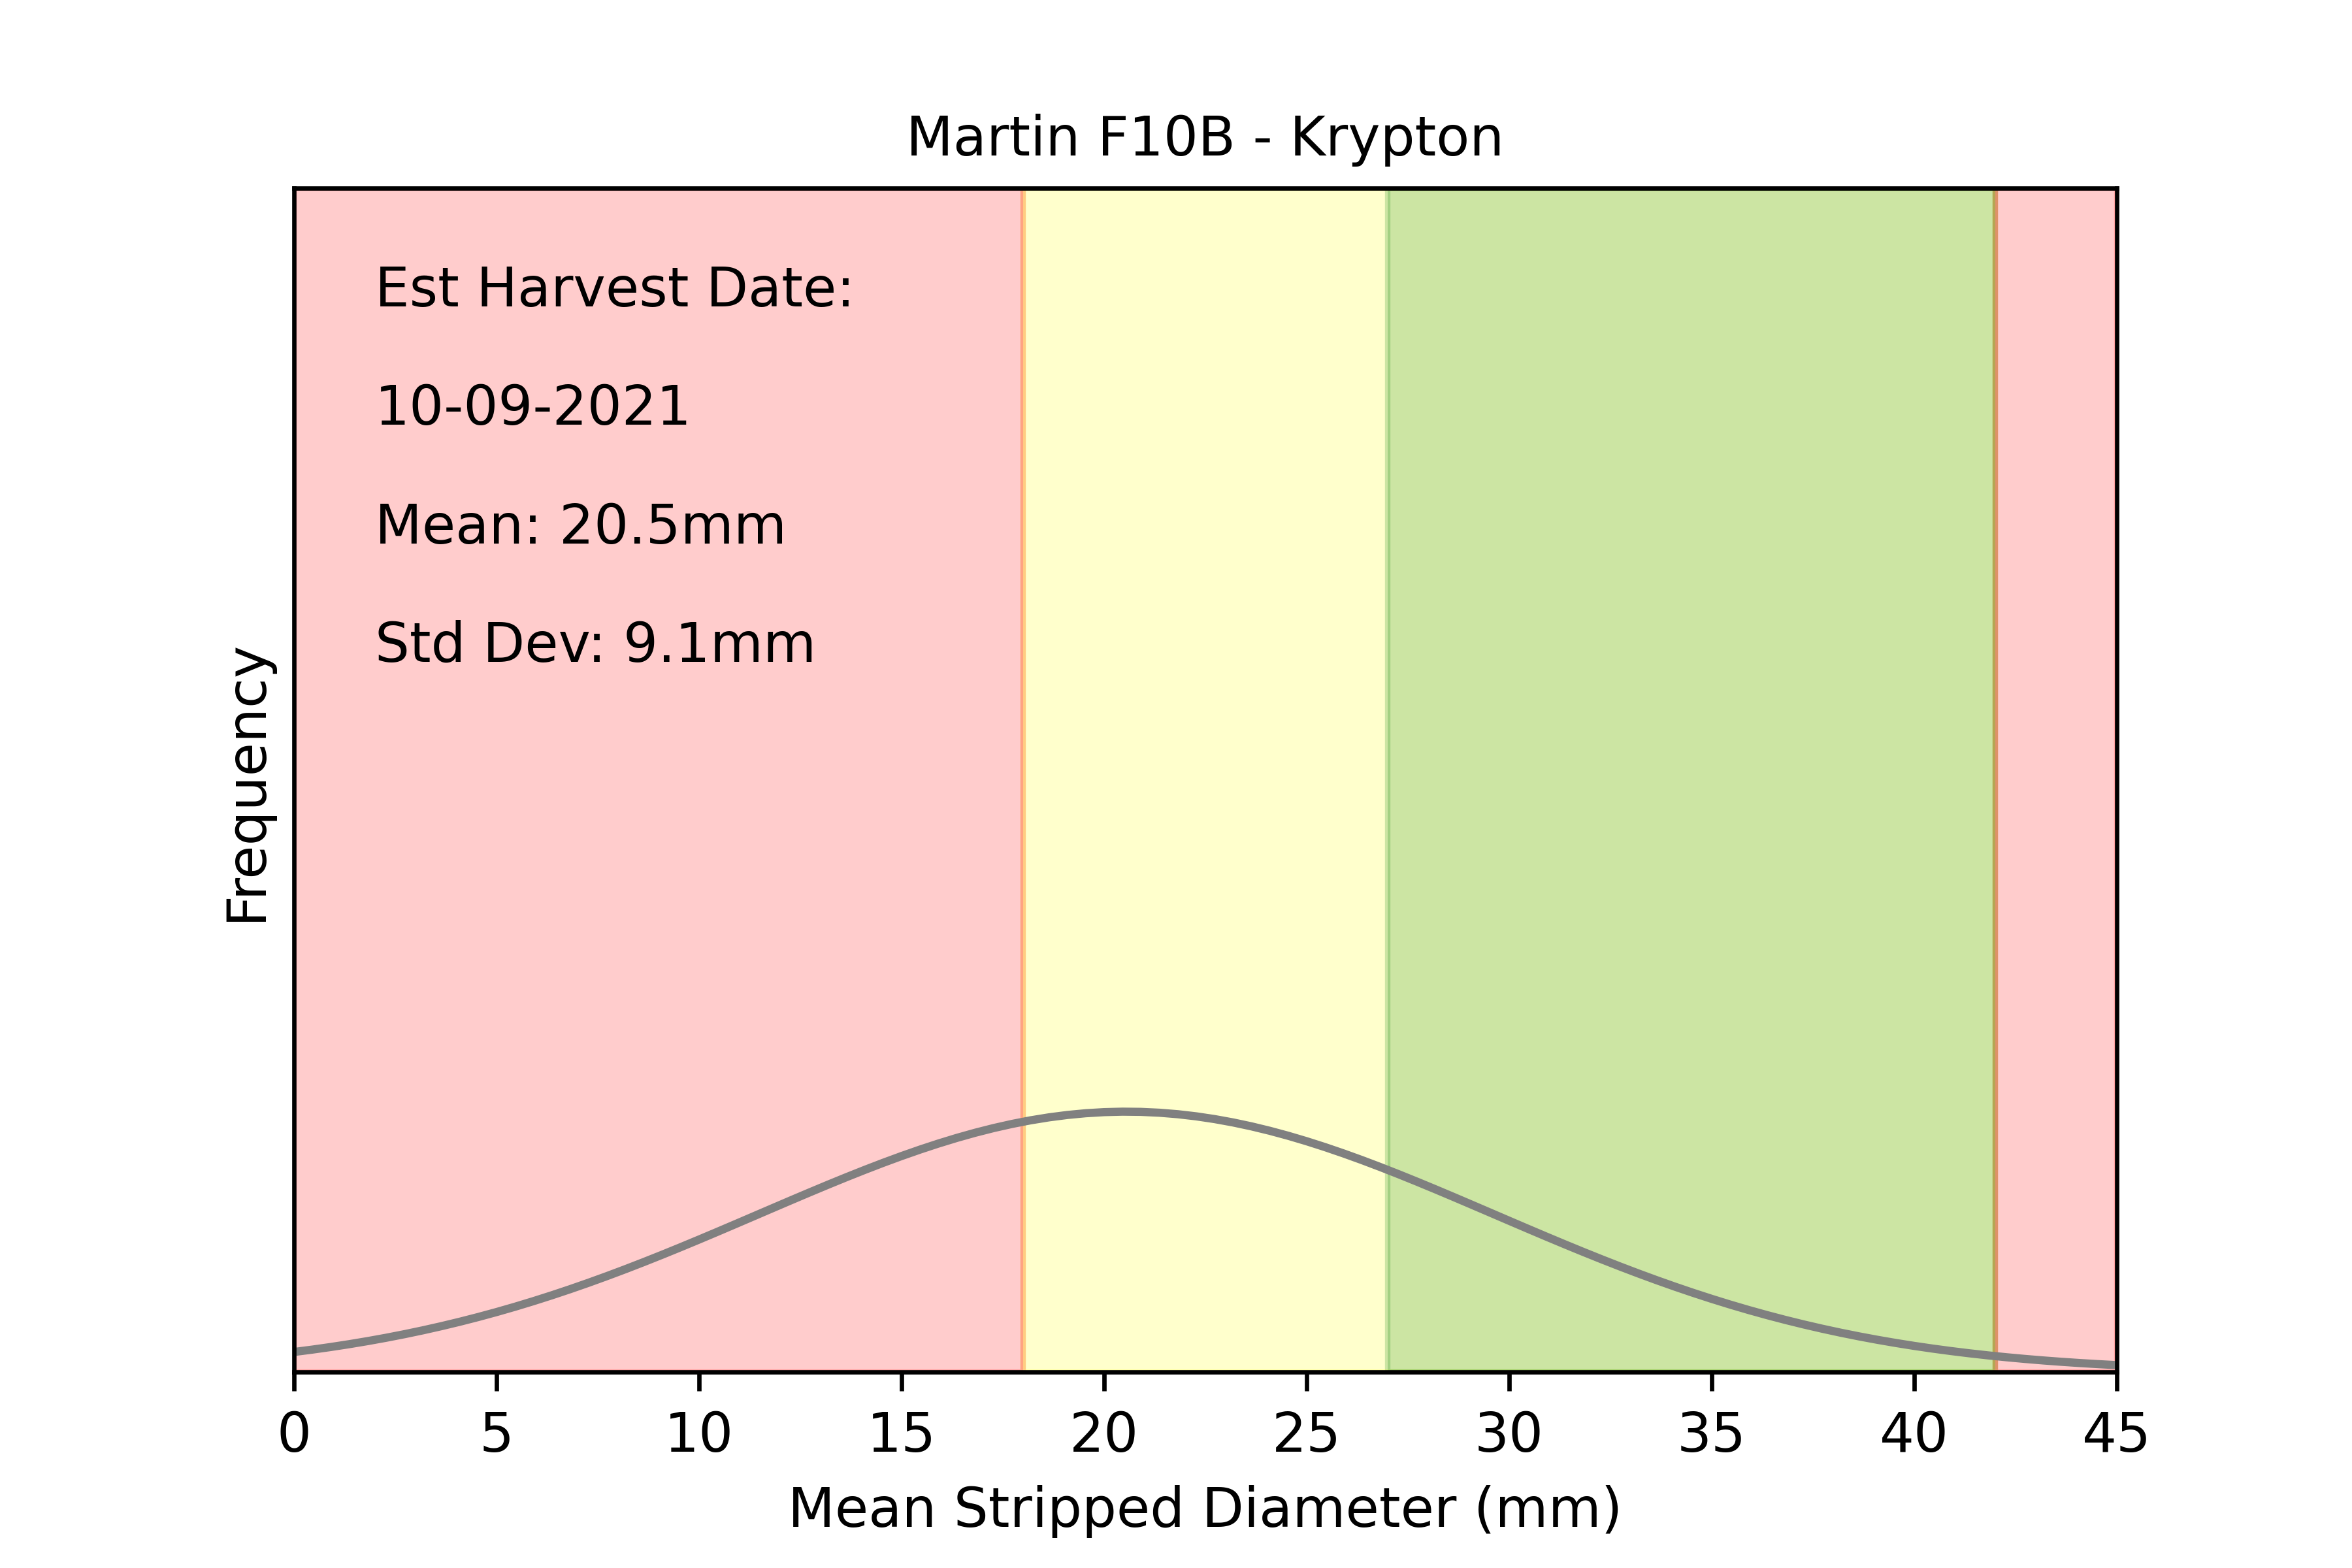 Martin F10B - Krypton
Est Harvest Date:
10-09-2021
Mean: 20.5mm
Std Dev: 9.1mm
Frequency
0 5 10 15 20 25 30 35 40 45
Mean Stripped Diameter (mm)